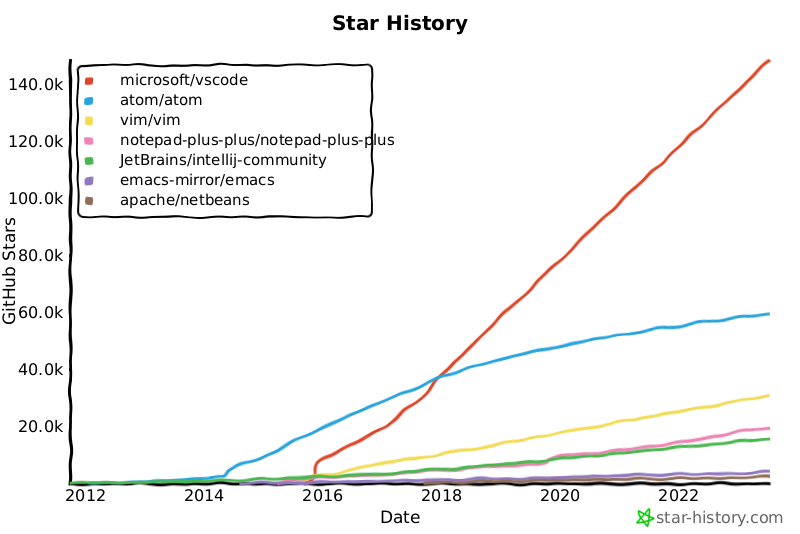 Star History
microsoft/vscode
atom/atom
vim/vim
notepad-plus-plus/notepad-plus-plus
JetBrains/intellij-community
emacs-mirror/emacs
apache/netbeans
GitHub Stars
140.0k
120.0k
100.0k
80.0k
60.0k
40.0k
20.0k
2012 2014 2016 2018 2020 2022
Date
star-history.com